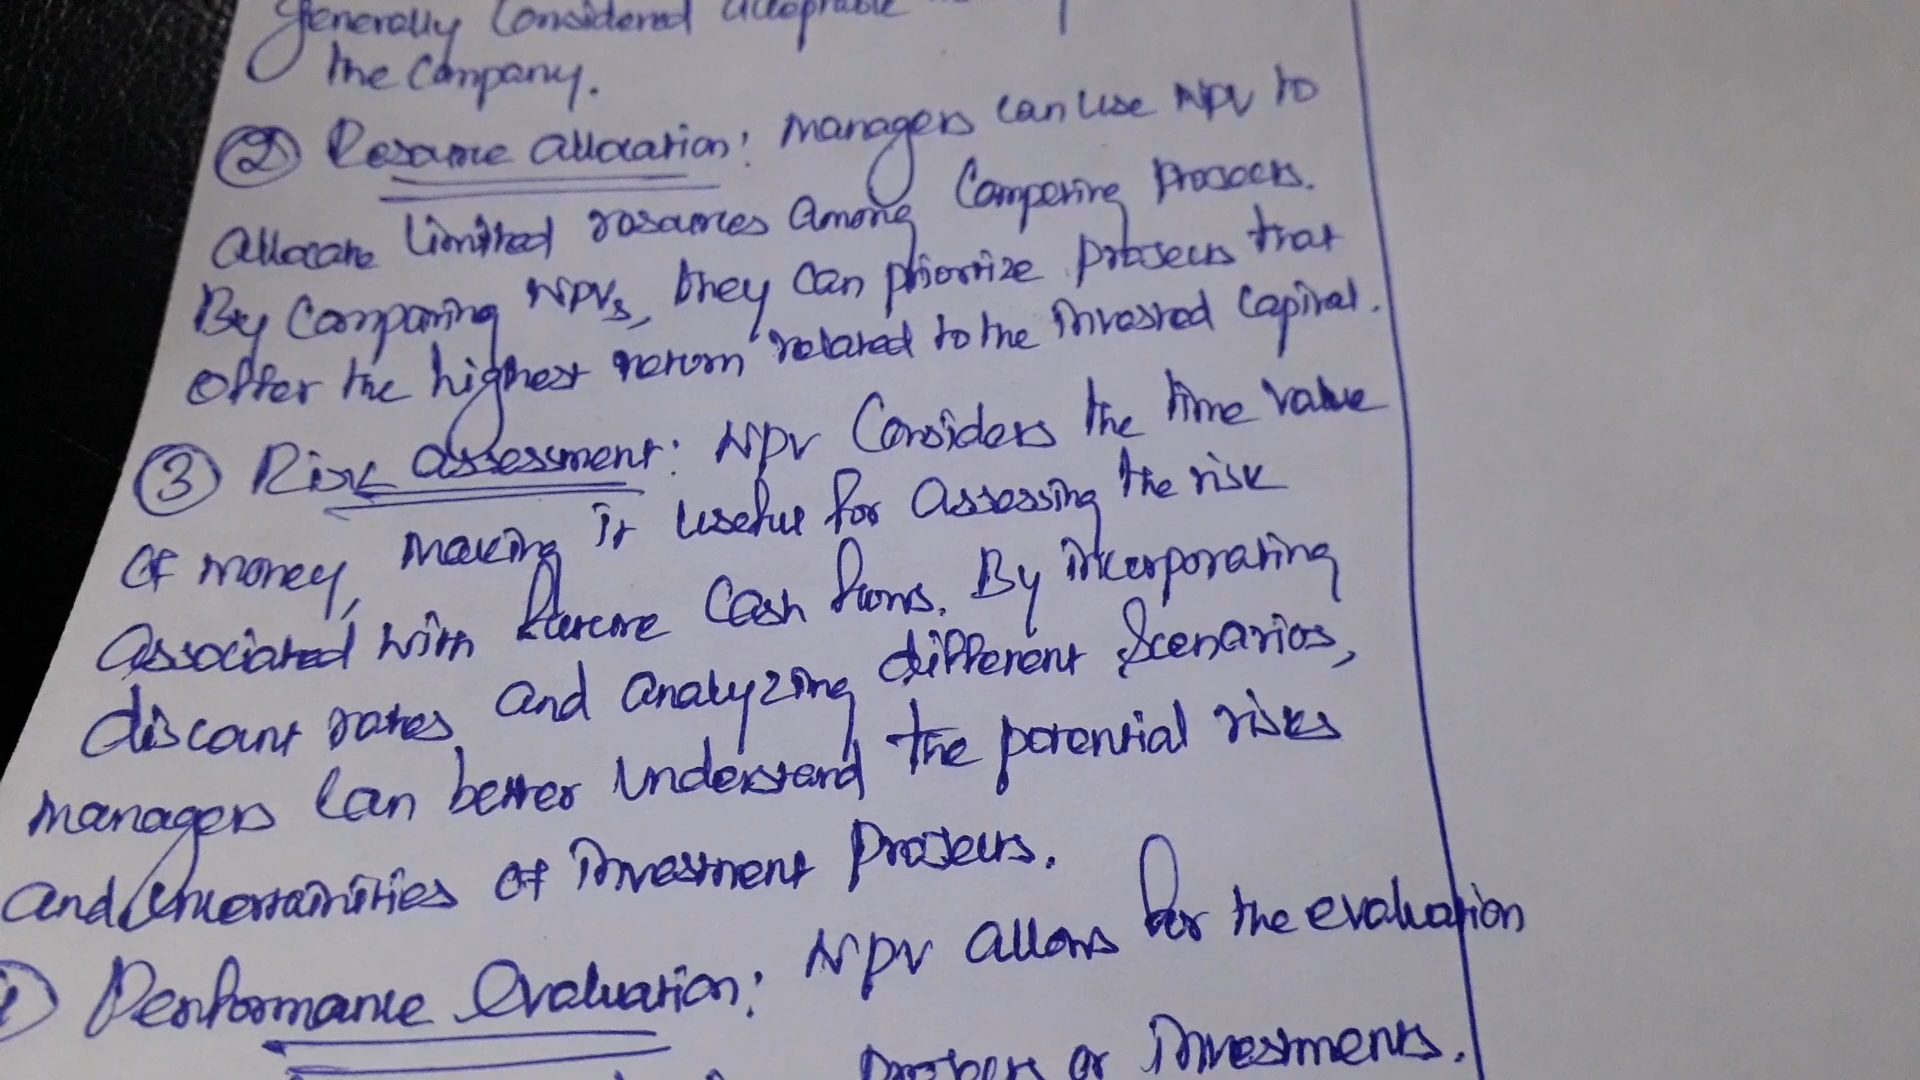 generally Considered acceptable
the Company.
② Resource allocation: Managers can use NPV to
allocate limited resources among Competing Projects.
By Comparing NPVs, they can prioritize projects that
offer the highest return related to the invested capital.
③ Risk assessment: NPV Considers the time value
of money, making it useful for assessing the risk
associated with future Cash flows. By incorporating
discount rates and analyzing different Scenarios,
managers can better understand the potential risks
and uncertainities of investment projects.
Performance Evaluation: NPV allows for the evaluation
projects or investments.